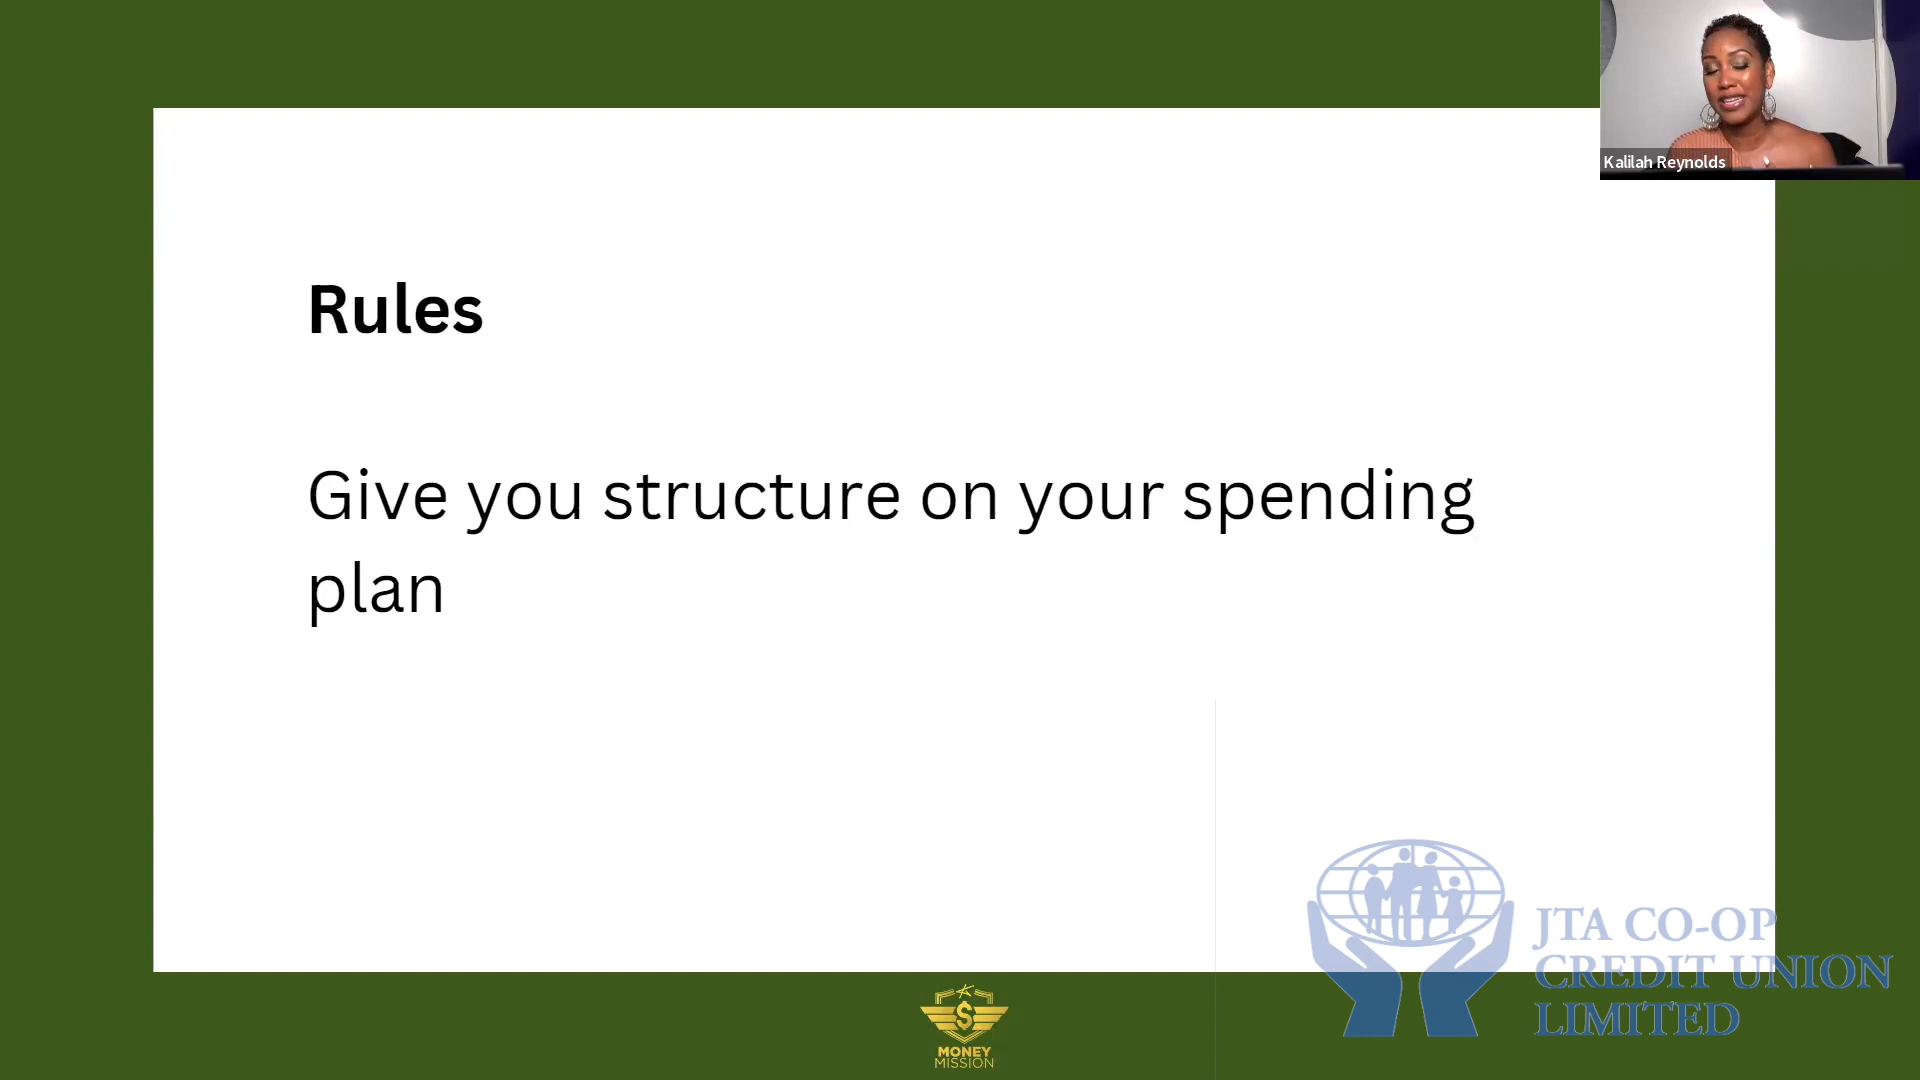 Kalilah Reynolds
Rules
Give you structure on your spending
plan
JTA CO-OP
CREDIT UNION
LIMITED
$
MONEY
MISSION